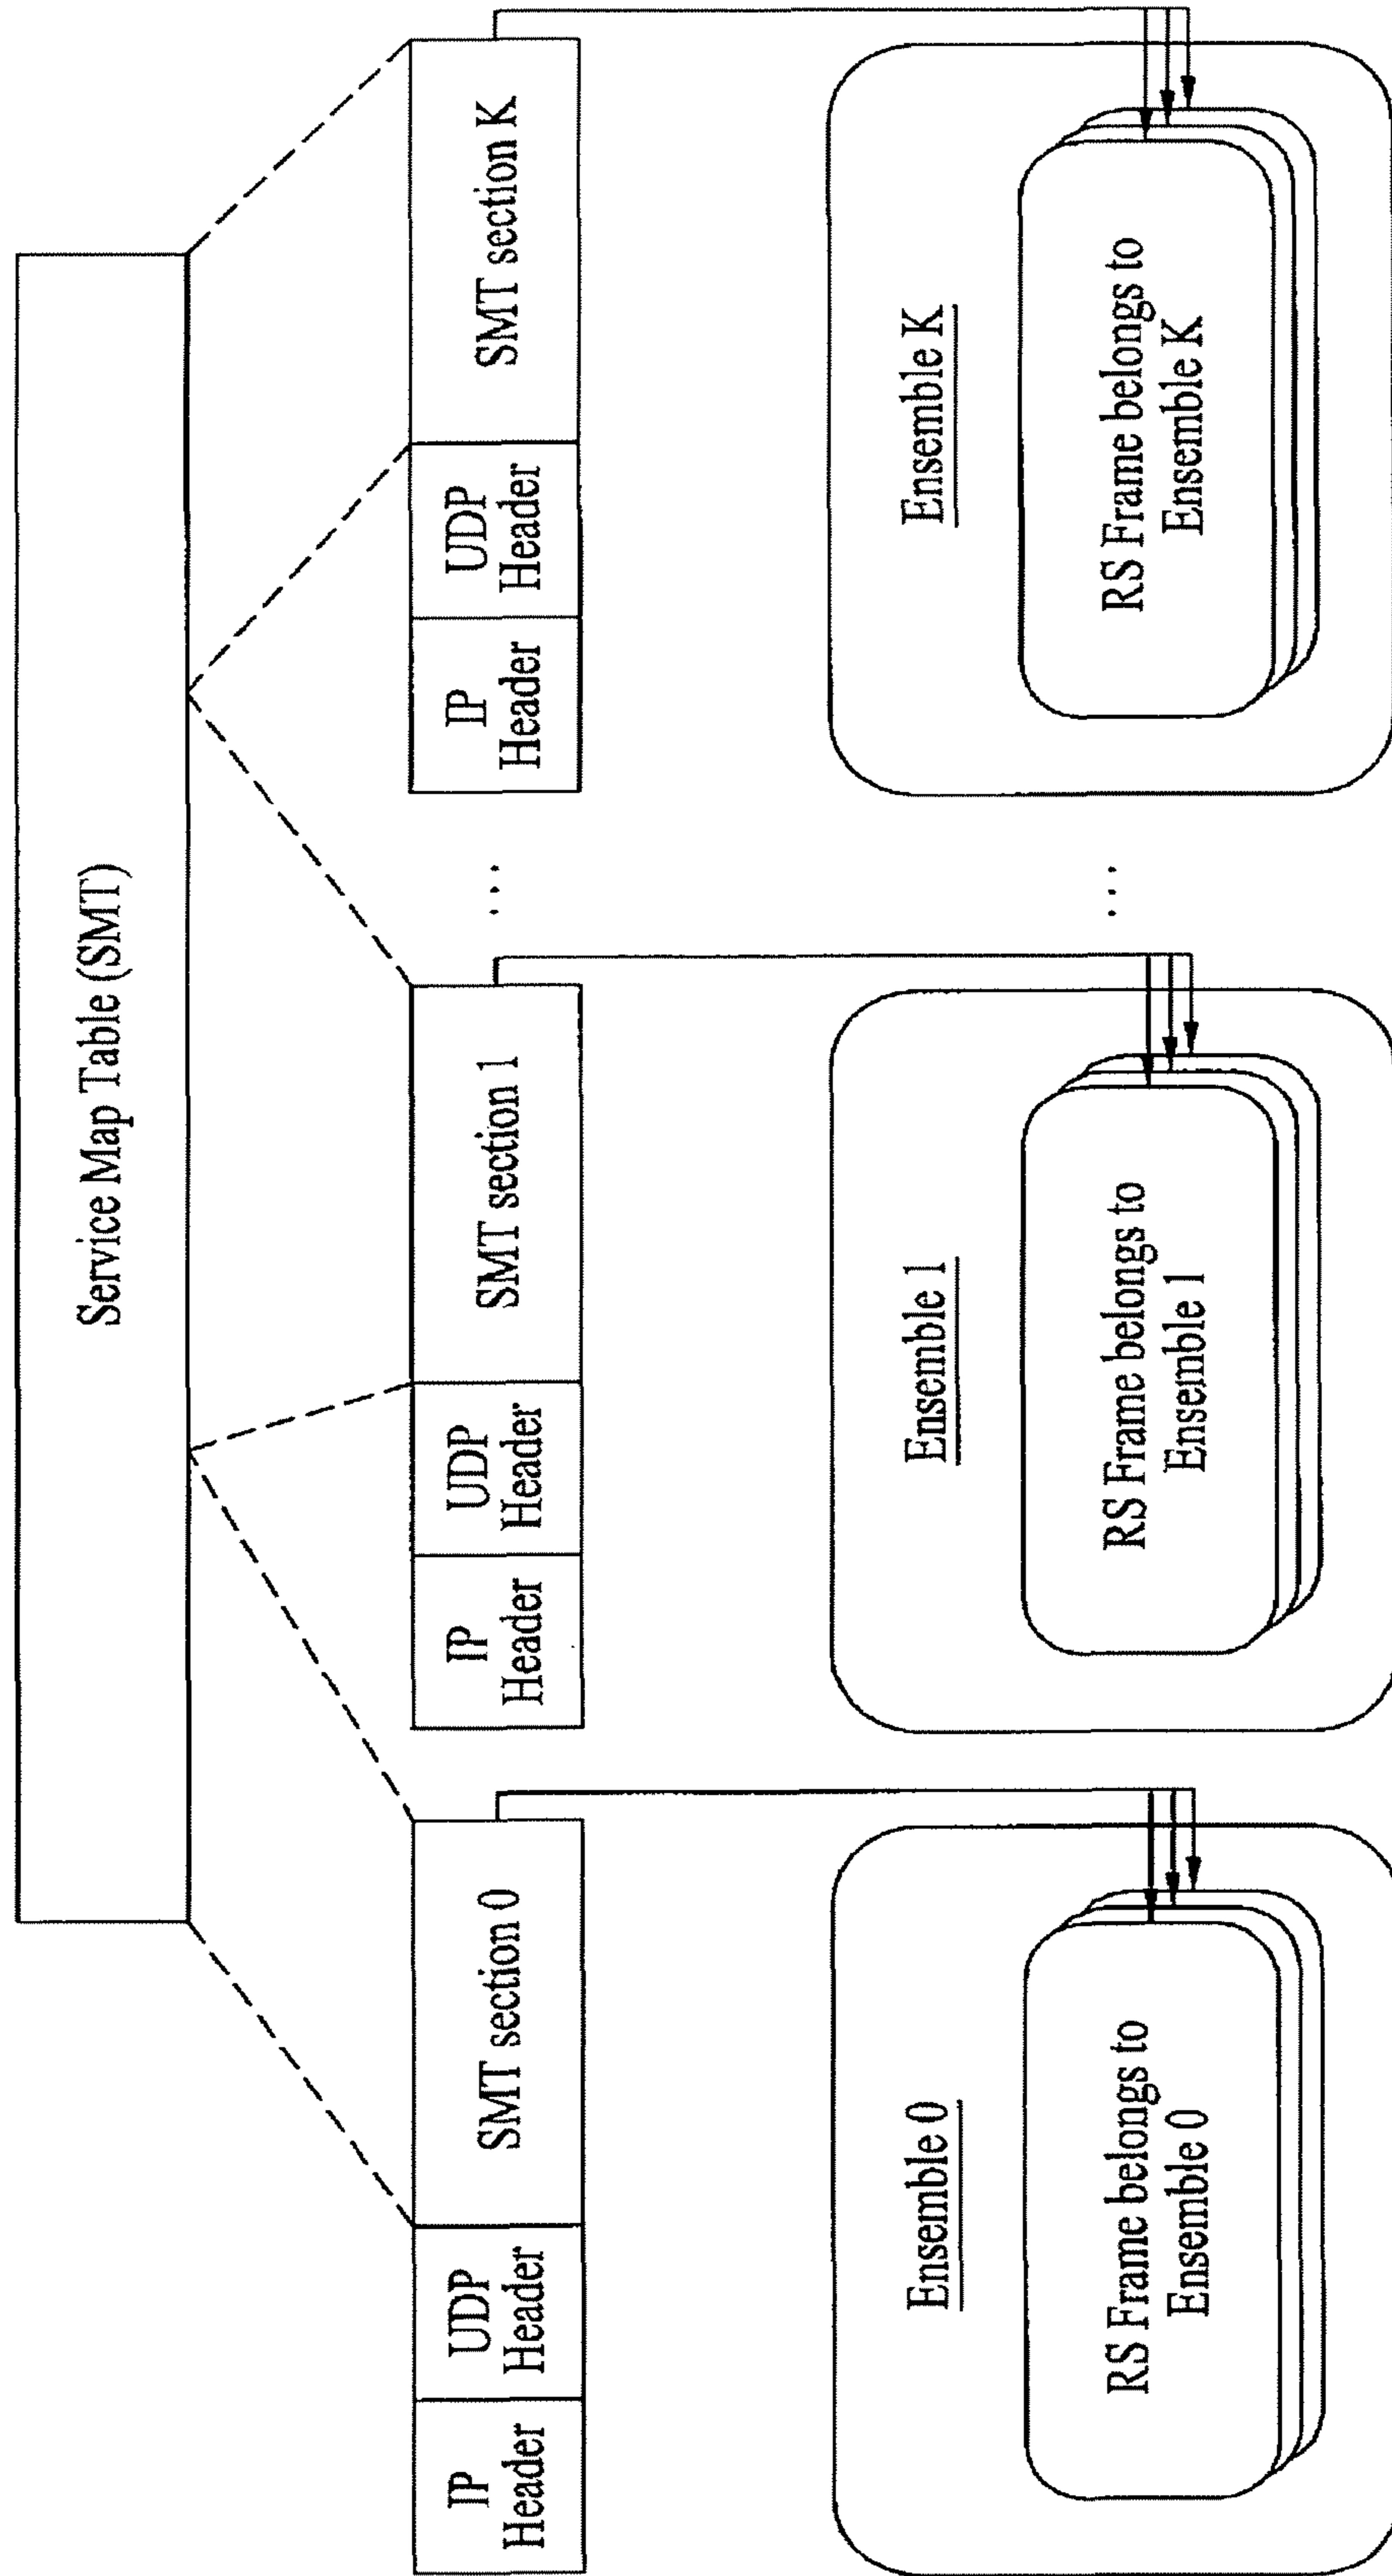 Service Map Table (SMT)
IP
Header
UDP
Header
SMT section 0
IP
Header
UDP
Header
SMT section 1
...
IP
Header
UDP
Header
SMT section K
Ensemble 0
RS Frame belongs to
Ensemble 0
Ensemble 1
RS Frame belongs to
Ensemble 1
...
Ensemble K
RS Frame belongs to
Ensemble K